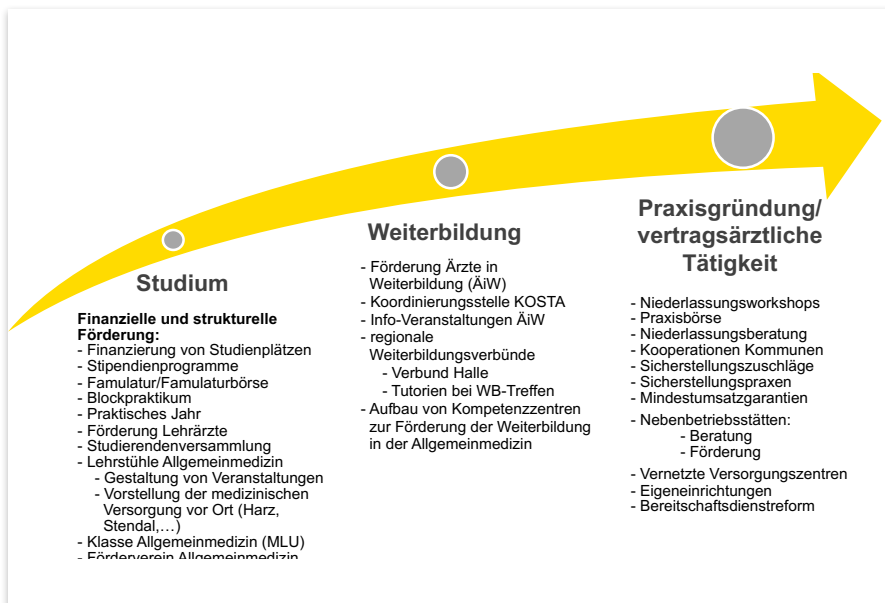 Studium
Finanzielle und strukturelle
Förderung:
- Finanzierung von Studienplätzen
- Stipendienprogramme
- Famulatur/Famulaturbörse
- Blockpraktikum
- Praktisches Jahr
- Förderung Lehrärzte
- Studierendenversammlung
- Lehrstühle Allgemeinmedizin
- Gestaltung von Veranstaltungen
- Vorstellung der medizinischen
Versorgung vor Ort (Harz,
Stendal,…)
- Klasse Allgemeinmedizin (MLU)
- Förderverein Allgemeinmedizin
Weiterbildung
- Förderung Ärzte in
Weiterbildung (ÄiW)
- Koordinierungsstelle KOSTA
- Info-Veranstaltungen ÄiW
- regionale
Weiterbildungsverbünde
- Verbund Halle
- Tutorien bei WB-Treffen
- Aufbau von Kompetenzzentren
zur Förderung der Weiterbildung
in der Allgemeinmedizin
Praxisgründung/
vertragsärztliche
Tätigkeit
- Niederlassungsworkshops
- Praxisbörse
- Niederlassungsberatung
- Kooperationen Kommunen
- Sicherstellungszuschläge
- Sicherstellungspraxen
- Mindestumsatzgarantien
- Nebenbetriebsstätten:
- Beratung
- Förderung
- Vernetzte Versorgungszentren
- Eigeneinrichtungen
- Bereitschaftsdienstreform